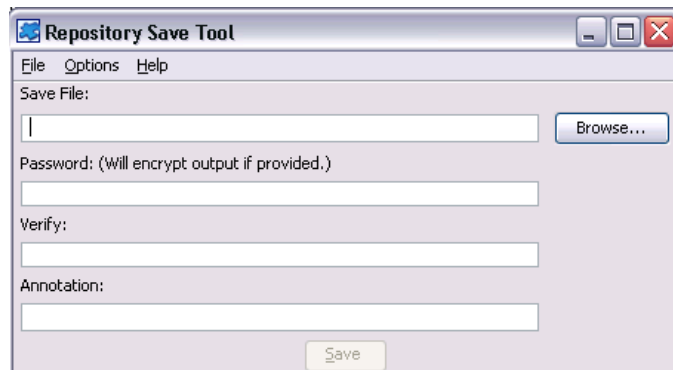 Repository Save Tool
File Options Help
Save File:
Browse...
Password: (Will encrypt output if provided.)
Verify:
Annotation:
Save